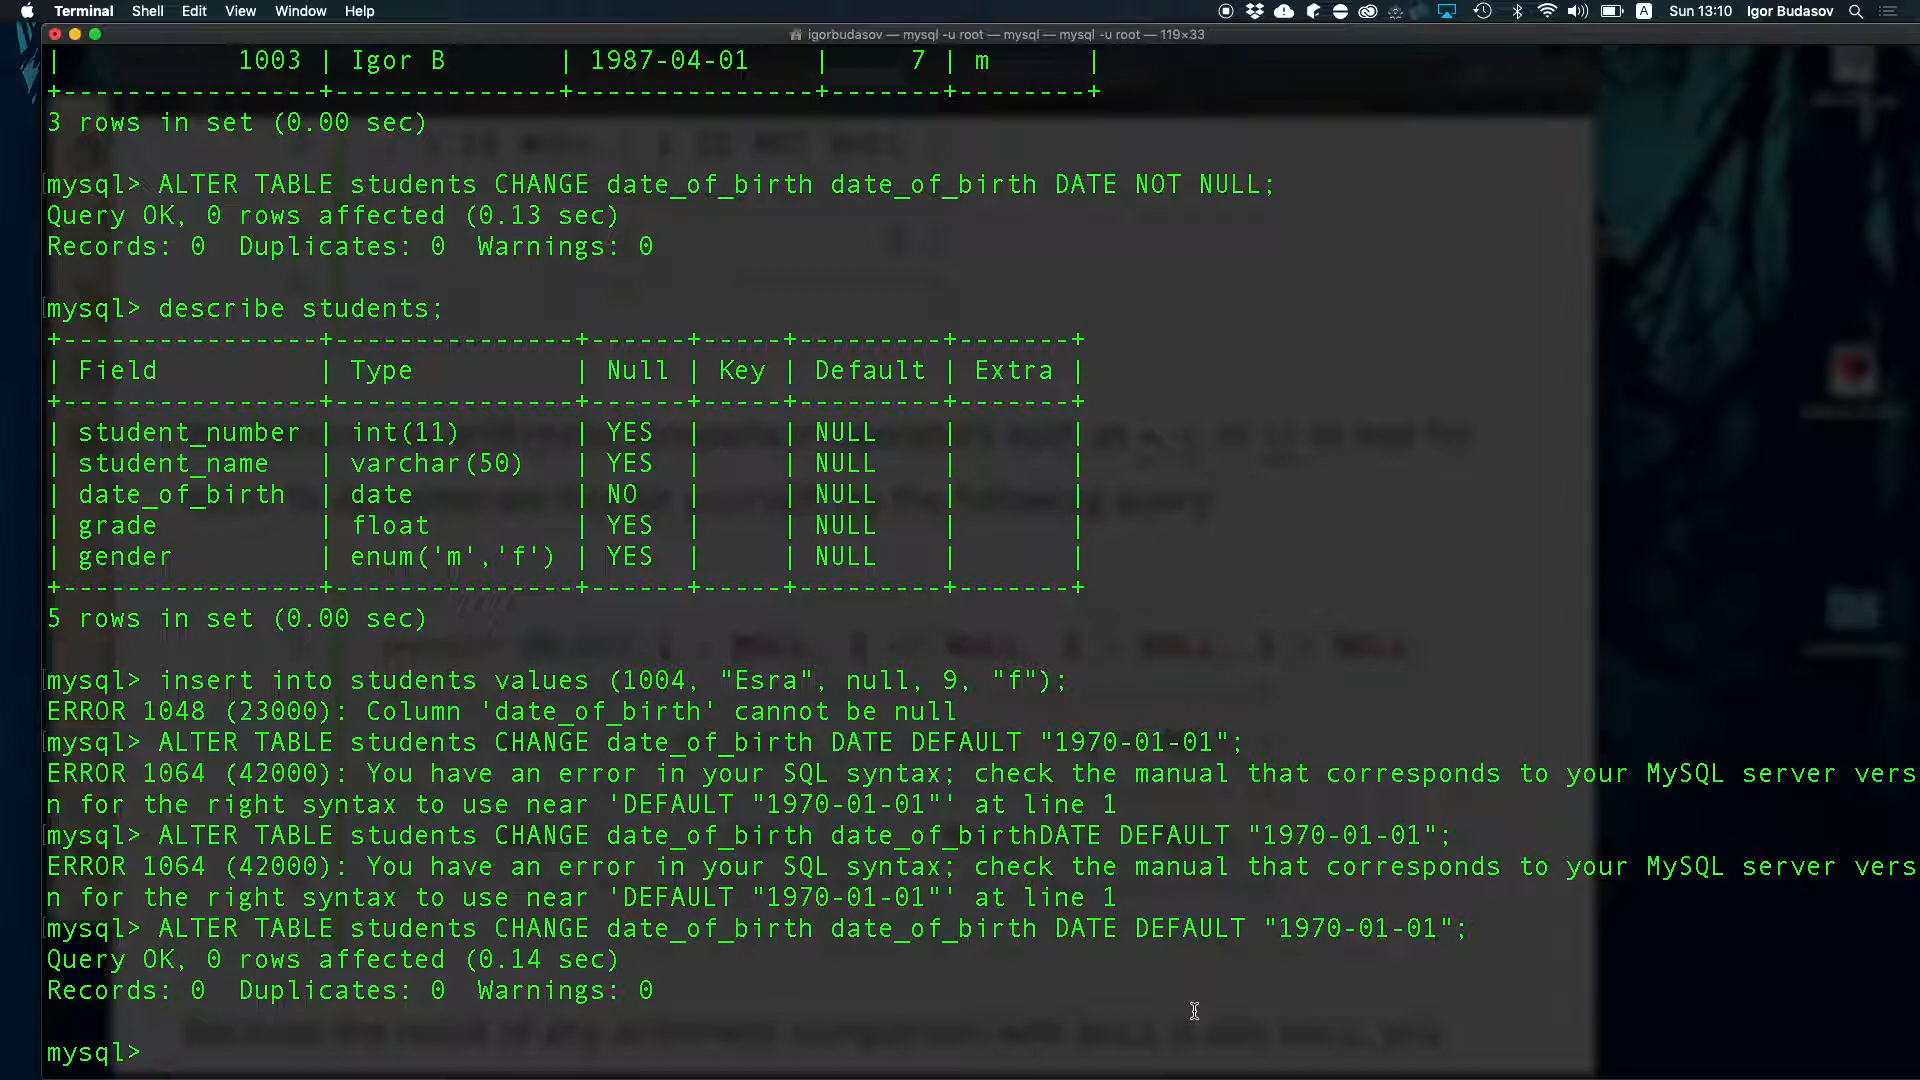 Terminal Shell Edit View Window Help
A Sun 13:10 Igor Budasov
igorbudasov — mysql -u root — mysql — mysql -u root — 119×33
|            1003 | Igor B       | 1987-04-01    |     7 | m      |
+-----------------+--------------+---------------+-------+--------+
3 rows in set (0.00 sec)
mysql> ALTER TABLE students CHANGE date_of_birth date_of_birth DATE NOT NULL;
Query OK, 0 rows affected (0.13 sec)
Records: 0  Duplicates: 0  Warnings: 0
mysql> describe students;
+----------------+---------------+------+-----+---------+-------+
| Field          | Type          | Null | Key | Default | Extra |
+----------------+---------------+------+-----+---------+-------+
| student_number | int(11)       | YES  |     | NULL    |       |
| student_name   | varchar(50)   | YES  |     | NULL    |       |
| date_of_birth  | date          | NO   |     | NULL    |       |
| grade          | float         | YES  |     | NULL    |       |
| gender         | enum('m','f') | YES  |     | NULL    |       |
+----------------+---------------+------+-----+---------+-------+
5 rows in set (0.00 sec)
mysql> insert into students values (1004, "Esra", null, 9, "f");
ERROR 1048 (23000): Column 'date_of_birth' cannot be null
mysql> ALTER TABLE students CHANGE date_of_birth DATE DEFAULT "1970-01-01";
ERROR 1064 (42000): You have an error in your SQL syntax; check the manual that corresponds to your MySQL server vers
n for the right syntax to use near 'DEFAULT "1970-01-01"' at line 1
mysql> ALTER TABLE students CHANGE date_of_birth date_of_birthDATE DEFAULT "1970-01-01";
ERROR 1064 (42000): You have an error in your SQL syntax; check the manual that corresponds to your MySQL server vers
n for the right syntax to use near 'DEFAULT "1970-01-01"' at line 1
mysql> ALTER TABLE students CHANGE date_of_birth date_of_birth DATE DEFAULT "1970-01-01";
Query OK, 0 rows affected (0.14 sec)
Records: 0  Duplicates: 0  Warnings: 0
mysql>